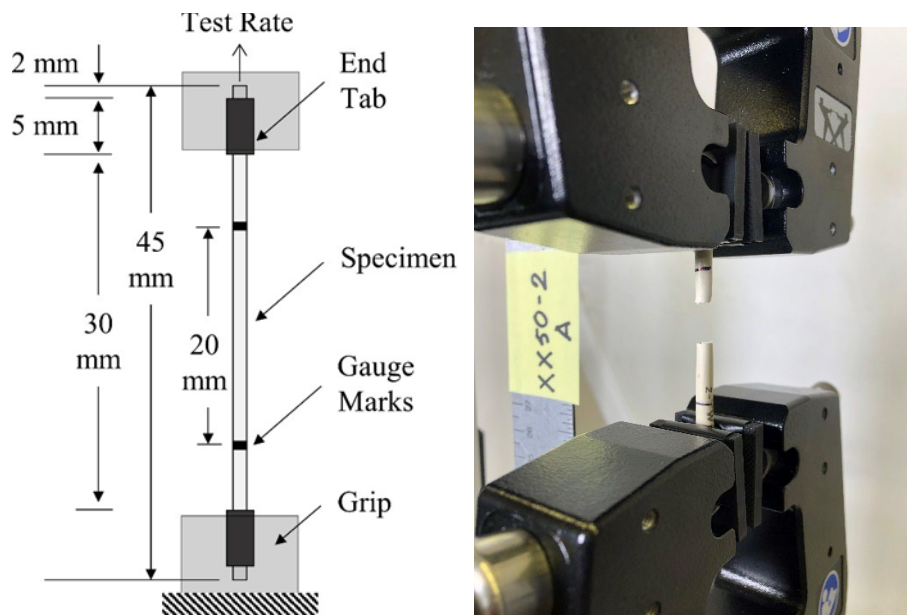 Test Rate
2 mm
5 mm
End
Tab
45
mm
30
mm
20
mm
Specimen
Gauge
Marks
Grip
XX50-2
A